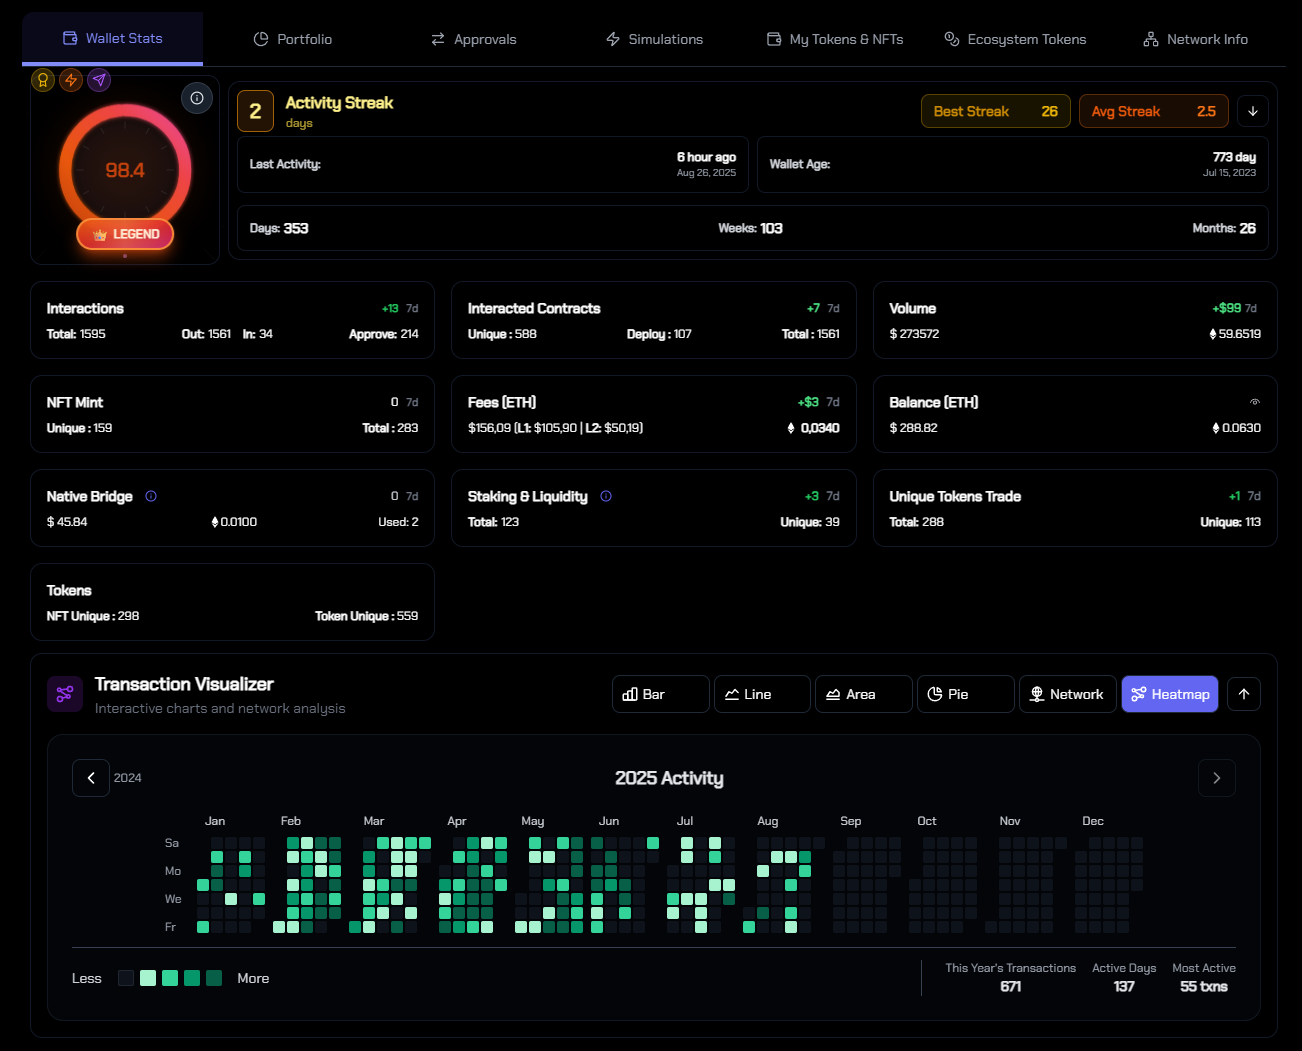 Wallet Stats
Portfolio
Approvals
Simulations
My Tokens & NFTs
Ecosystem Tokens
Network Info
98.4
LEGEND
2
Activity Streak
days
Best Streak 26
Avg Streak 2.5
Last Activity: 6 hour ago
Aug 26, 2025
Wallet Age: 773 day
Jul 15, 2023
Days: 353 Weeks: 103 Months: 26
Interactions +13 7d
Total: 1595 Out: 1561 In: 34 Approve: 214
Interacted Contracts +7 7d
Unique : 588 Deploy : 107 Total : 1561
Volume +$99 7d
$ 273572 59.6519
NFT Mint 0 7d
Unique : 159 Total : 283
Fees (ETH) +$3 7d
$156,09 (L1: $105,90 | L2: $50,19) 0,0340
Balance (ETH)
$ 288.82 0.0630
Native Bridge 0 7d
$ 45.84 0.0100 Used: 2
Staking & Liquidity +3 7d
Total: 123 Unique: 39
Unique Tokens Trade +1 7d
Total: 288 Unique: 113
Tokens
NFT Unique : 298 Token Unique : 559
Transaction Visualizer
Interactive charts and network analysis
Bar
Line
Area
Pie
Network
Heatmap
2024
2025 Activity
Jan Feb Mar Apr May Jun Jul Aug Sep Oct Nov Dec
Sa
Mo
We
Fr
Less More
This Year's Transactions Active Days Most Active
671 137 55 txns